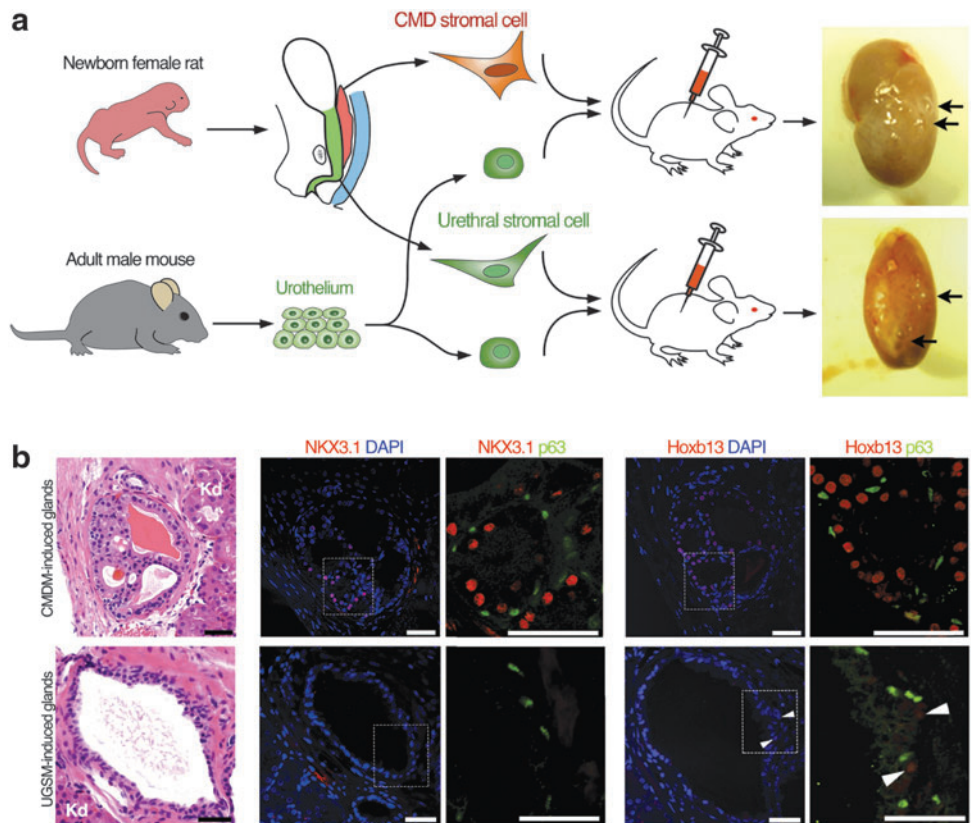 a
CMD stromal cell
Newborn female rat
Urethral stromal cell
Adult male mouse
Urothelium
b
NKX3.1 DAPI
NKX3.1 p63
Hoxb13 DAPI
Hoxb13 p63
CMDM-induced glands
Kd
UGSM-induced glands
Kd